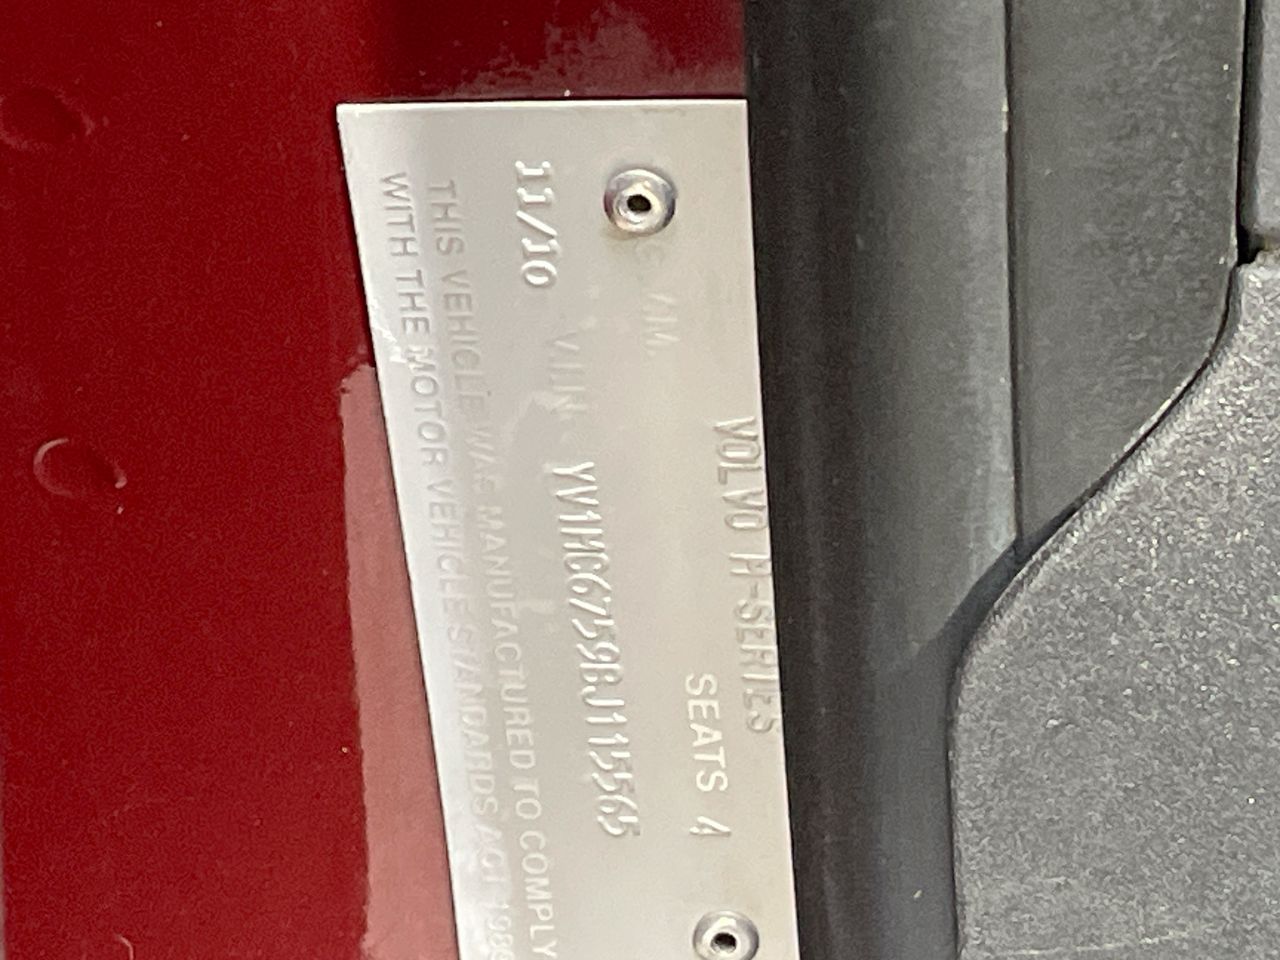 VOLVO M-SERIES
SEATS 4
11/10 VIN YV1MC6759BJ115565
THIS VEHICLE WAS MANUFACTURED TO COMPLY
WITH THE MOTOR VEHICLE STANDARDS ACT 1989